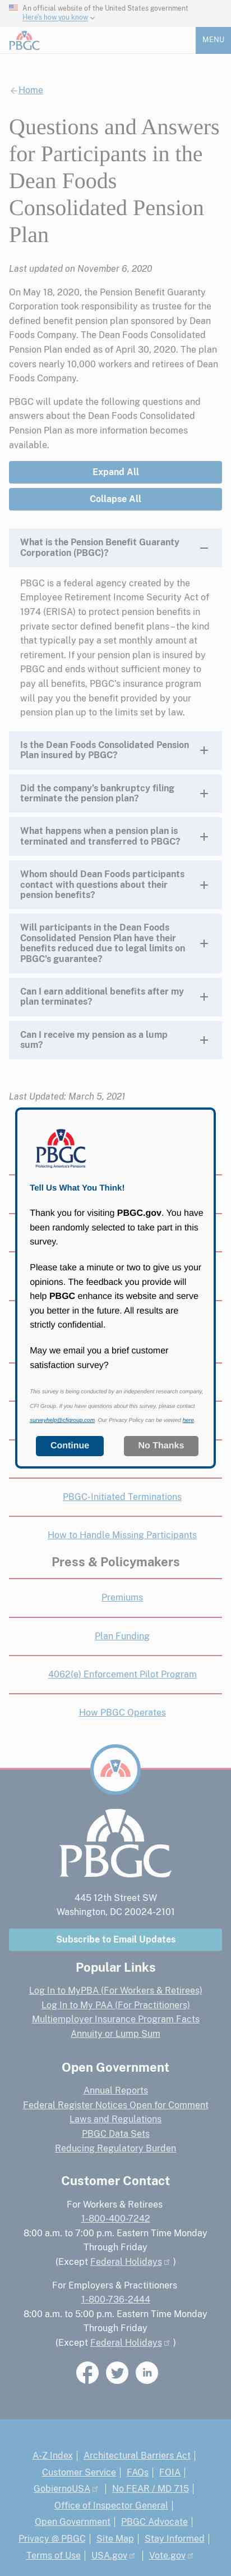 An official website of the United States government
Here's how you know
PBGC
MENU
Home
Questions and Answers
for Participants in the
Dean Foods
Consolidated Pension
Plan
Last updated on November 6, 2020
On May 18, 2020, the Pension Benefit Guaranty
Corporation took responsibility as trustee for the
defined benefit pension plan sponsored by Dean
Foods Company. The Dean Foods Consolidated
Pension Plan ended as of April 30, 2020. The plan
covers nearly 10,000 workers and retirees of Dean
Foods Company.
PBGC will update the following questions and
answers about the Dean Foods Consolidated
Pension Plan as more information becomes
available.
Expand All
Collapse All
What is the Pension Benefit Guaranty
Corporation (PBGC)?
PBGC is a federal agency created by the
Employee Retirement Income Security Act of
1974 (ERISA) to protect pension benefits in
private sector defined benefit plans – the kind
that typically pay a set monthly amount at
retirement. If your pension plan is insured by
PBGC and ends without sufficient money to
pay all benefits, PBGC's insurance program
will pay you the benefit provided by your
pension plan up to the limits set by law.
Is the Dean Foods Consolidated Pension
Plan insured by PBGC?
Did the company's bankruptcy filing
terminate the pension plan?
What happens when a pension plan is
terminated and transferred to PBGC?
Whom should Dean Foods participants
contact with questions about their
pension benefits?
Will participants in the Dean Foods
Consolidated Pension Plan have their
benefits reduced due to legal limits on
PBGC's guarantee?
Can I earn additional benefits after my
plan terminates?
Can I receive my pension as a lump
sum?
Last Updated: March 5, 2021
PBGC
Protecting America's Pensions
Tell Us What You Think!
Thank you for visiting PBGC.gov. You have
been randomly selected to take part in this
survey.
Please take a minute or two to give us your
opinions. The feedback you provide will
help PBGC enhance its website and serve
you better in the future. All results are
strictly confidential.
May we email you a brief customer
satisfaction survey?
This survey is being conducted by an independent research company,
CFI Group. If you have questions about this survey, please contact
surveyhelp@cfigroup.com. Our Privacy Policy can be viewed here.
Continue
No Thanks
PBGC-Initiated Terminations
How to Handle Missing Participants
Press & Policymakers
Premiums
Plan Funding
4062(e) Enforcement Pilot Program
How PBGC Operates
PBGC
445 12th Street SW
Washington, DC 20024-2101
Subscribe to Email Updates
Popular Links
Log In to MyPBA (For Workers & Retirees)
Log In to My PAA (For Practitioners)
Multiemployer Insurance Program Facts
Annuity or Lump Sum
Open Government
Annual Reports
Federal Register Notices Open for Comment
Laws and Regulations
PBGC Data Sets
Reducing Regulatory Burden
Customer Contact
For Workers & Retirees
1-800-400-7242
8:00 a.m. to 7:00 p.m. Eastern Time Monday
Through Friday
(Except Federal Holidays )
For Employers & Practitioners
1-800-736-2444
8:00 a.m. to 5:00 p.m. Eastern Time Monday
Through Friday
(Except Federal Holidays )
A-Z Index | Architectural Barriers Act |
Customer Service | FAQs | FOIA |
GobiernoUSA | No FEAR / MD 715 |
Office of Inspector General |
Open Government | PBGC Advocate |
Privacy @ PBGC | Site Map | Stay Informed |
Terms of Use | USA.gov | Vote.gov